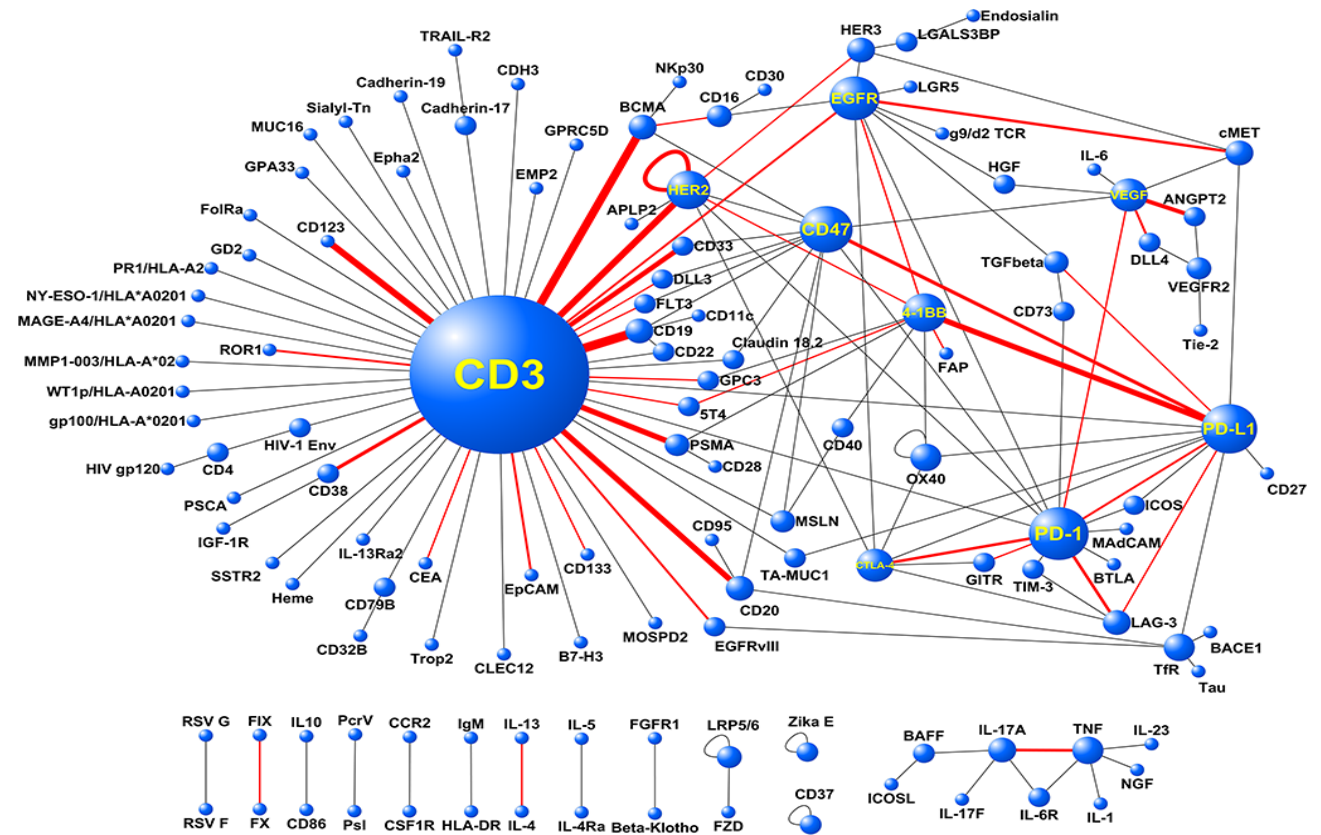 Endosialin
HER3
LGALS3BP
TRAIL-R2
NKp30
CD30
CDH3
Cadherin-19
EGFR
LGR5
CD16
BCMA
Sialyl-Tn
Cadherin-17
MUC16
GPRC5D
g9/d2 TCR
cMET
Epha2
GPA33
EMP2
HGF
IL-6
HER2
VEGF
ANGPT2
FolRa
APLP2
CD123
CD47
CD33
GD2
DLL4
PR1/HLA-A2
DLL3
TGFbeta
VEGFR2
NY-ESO-1/HLA*A0201
FLT3
CD11c
4-1BB
CD73
MAGE-A4/HLA*A0201
CD19
Claudin 18.2
Tie-2
ROR1
CD22
MMP1-003/HLA-A*02
CD3
GPC3
FAP
WT1p/HLA-A0201
5T4
gp100/HLA-A*0201
PD-L1
HIV-1 Env
PSMA
CD40
HIV gp120
CD4
CD28
OX40
CD27
CD38
PSCA
ICOS
IGF-1R
CD95
MSLN
PD-1
MAdCAM
IL-13Ra2
SSTR2
CEA
CD133
TA-MUC1
CTLA-4
GITR
BTLA
TIM-3
Heme
EpCAM
CD79B
CD20
LAG-3
MOSPD2
EGFRvIII
CD32B
Trop2
CLEC12
B7-H3
BACE1
TfR
Tau
RSV G
FIX
IL10
PcrV
CCR2
IgM
IL-13
IL-5
FGFR1
LRP5/6
Zika E
BAFF
IL-17A
TNF
IL-23
NGF
CD37
ICOSL
IL-17F
IL-6R
IL-1
RSV F
FX
CD86
Psl
CSF1R
HLA-DR
IL-4
IL-4Ra
Beta-Klotho
FZD